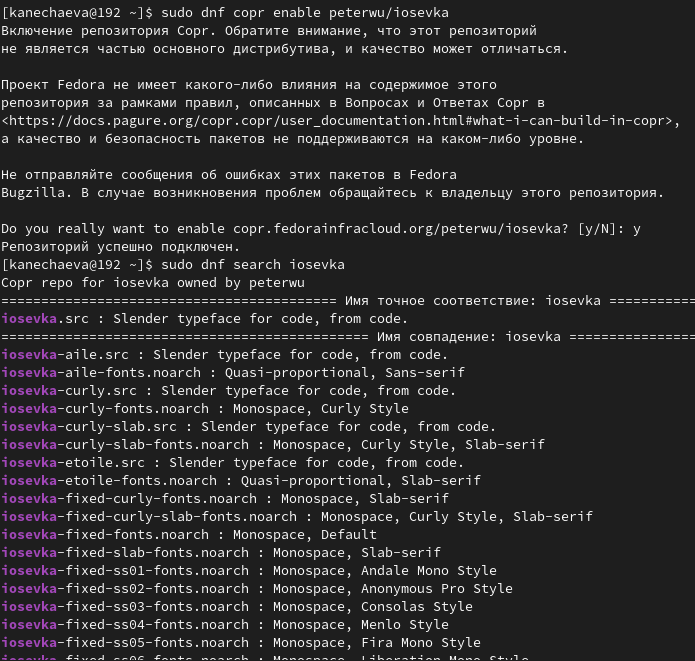 [kanechaeva@192 ~]$ sudo dnf copr enable peterwu/iosevka
Включение репозитория Copr. Обратите внимание, что этот репозиторий
не является частью основного дистрибутива, и качество может отличаться.
Проект Fedora не имеет какого-либо влияния на содержимое этого
репозитория за рамками правил, описанных в Вопросах и Ответах Copr в
<https://docs.pagure.org/copr.copr/user_documentation.html#what-i-can-build-in-copr>,
а качество и безопасность пакетов не поддерживаются на каком-либо уровне.
Не отправляйте сообщения об ошибках этих пакетов в Fedora
Bugzilla. В случае возникновения проблем обращайтесь к владельцу этого репозитория.
Do you really want to enable copr.fedorainfracloud.org/peterwu/iosevka? [y/N]: y
Репозиторий успешно подключен.
[kanechaeva@192 ~]$ sudo dnf search iosevka
Copr repo for iosevka owned by peterwu
========================================== Имя точное соответствие: iosevka ===========
iosevka.src : Slender typeface for code, from code.
============================================== Имя совпадение: iosevka ================
iosevka-aile.src : Slender typeface for code, from code.
iosevka-aile-fonts.noarch : Quasi-proportional, Sans-serif
iosevka-curly.src : Slender typeface for code, from code.
iosevka-curly-fonts.noarch : Monospace, Curly Style
iosevka-curly-slab.src : Slender typeface for code, from code.
iosevka-curly-slab-fonts.noarch : Monospace, Curly Style, Slab-serif
iosevka-etoile.src : Slender typeface for code, from code.
iosevka-etoile-fonts.noarch : Quasi-proportional, Slab-serif
iosevka-fixed-curly-fonts.noarch : Monospace, Slab-serif
iosevka-fixed-curly-slab-fonts.noarch : Monospace, Curly Style, Slab-serif
iosevka-fixed-fonts.noarch : Monospace, Default
iosevka-fixed-slab-fonts.noarch : Monospace, Slab-serif
iosevka-fixed-ss01-fonts.noarch : Monospace, Andale Mono Style
iosevka-fixed-ss02-fonts.noarch : Monospace, Anonymous Pro Style
iosevka-fixed-ss03-fonts.noarch : Monospace, Consolas Style
iosevka-fixed-ss04-fonts.noarch : Monospace, Menlo Style
iosevka-fixed-ss05-fonts.noarch : Monospace, Fira Mono Style
iosevka-fixed-ss06-fonts.noarch : Monospace, Liberation Mono Style